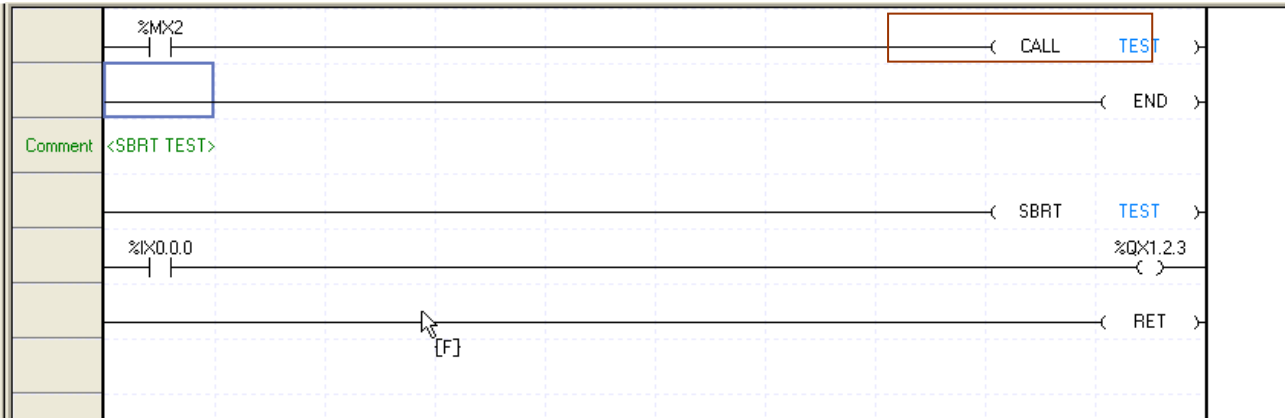 %MX2
CALL TEST
END
Comment <SBRT TEST>
SBRT TEST
%IX0.0.0 %QX1.2.3
RET
{F}